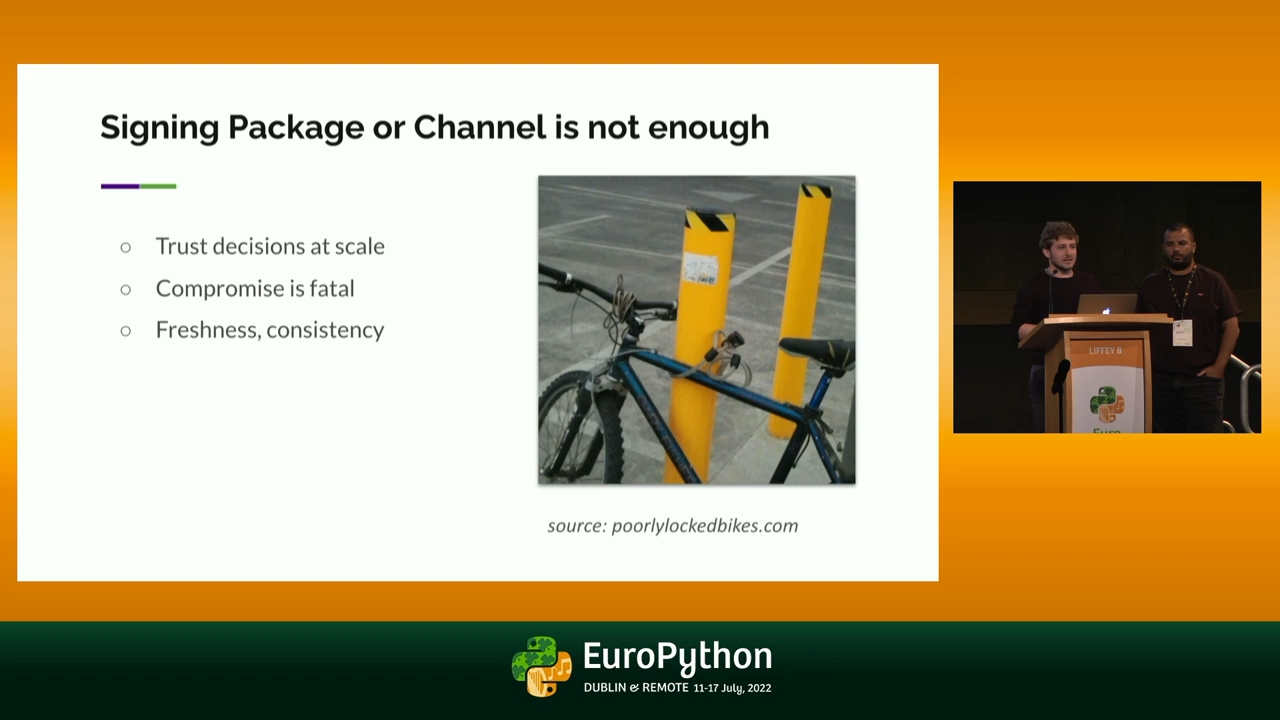 Signing Package or Channel is not enough
Trust decisions at scale
Compromise is fatal
Freshness, consistency
source: poorlylockedbikes.com
LIFFEY B
Euro
EuroPython
DUBLIN & REMOTE 11-17 July, 2022